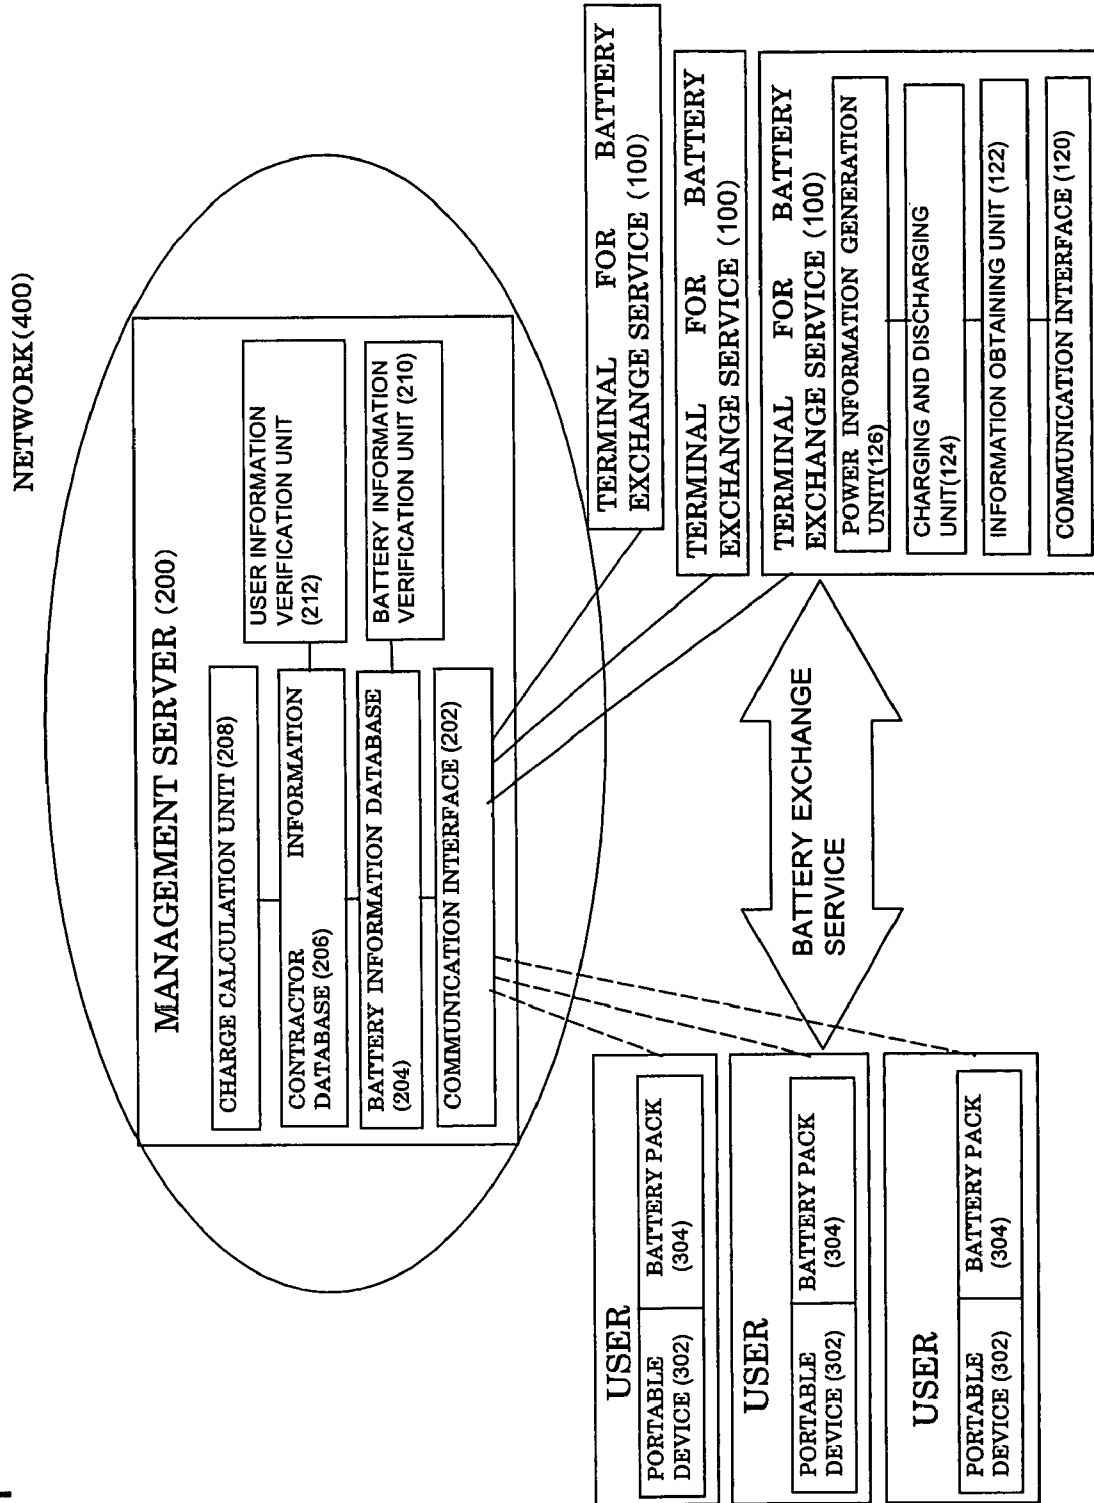 NETWORK(400)
MANAGEMENT SERVER (200)
CHARGE CALCULATION UNIT (208)
CONTRACTOR INFORMATION
DATABASE (206)
BATTERY INFORMATION DATABASE
(204)
COMMUNICATION INTERFACE (202)
USER INFORMATION
VERIFICATION UNIT
(212)
BATTERY INFORMATION
VERIFICATION UNIT (210)
TERMINAL FOR BATTERY
EXCHANGE SERVICE (100)
TERMINAL FOR BATTERY
EXCHANGE SERVICE (100)
TERMINAL FOR BATTERY
EXCHANGE SERVICE (100)
POWER INFORMATION GENERATION
UNIT(126)
CHARGING AND DISCHARGING
UNIT(124)
INFORMATION OBTAINING UNIT (122)
COMMUNICATION INTERFACE (120)
BATTERY EXCHANGE
SERVICE
USER
PORTABLE
DEVICE (302)
BATTERY PACK
(304)
USER
PORTABLE
DEVICE (302)
BATTERY PACK
(304)
USER
PORTABLE
DEVICE (302)
BATTERY PACK
(304)